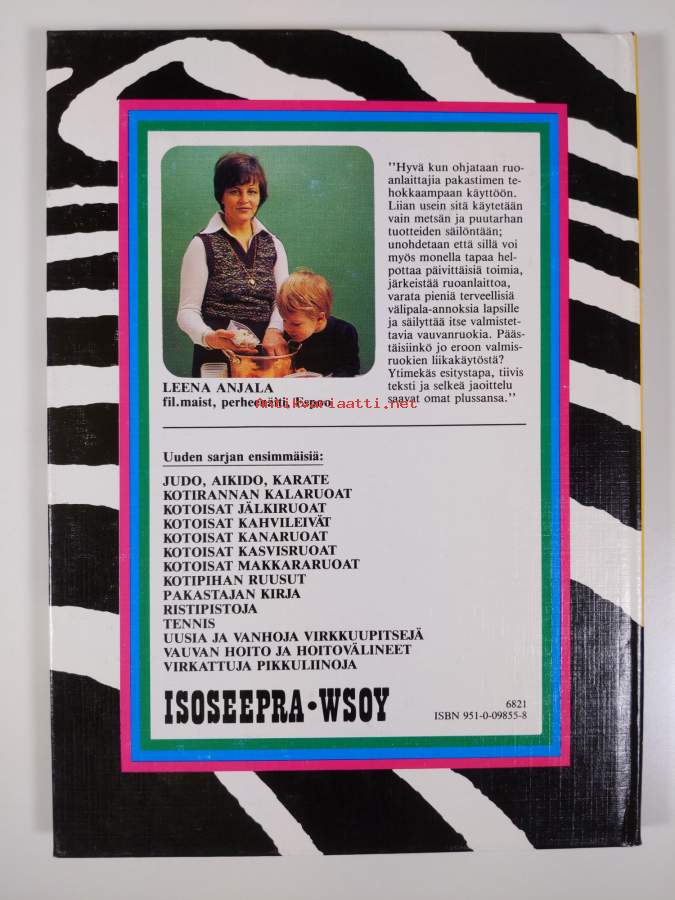 "Hyvä kun ohjataan ruo-
anlaittajia pakastimen te-
hokkaampaan käyttöön.
Liian usein sitä käytetään
vain metsän ja puutarhan
tuotteiden säilöntään;
unohdetaan että sillä voi
myös monella tapaa hel-
pottaa päivittäisiä toimia,
järkeistää ruoanlaittoa,
varata pieniä terveellisiä
välipala-annoksia lapsille
ja säilyttää itse valmistet-
tavia vauvanruokia. Pääs-
täisiinkö jo eroon valmis-
ruokien liikakäytöstä?
Ytimekäs esitystapa, tiivis
teksti ja selkeä jaoittelu
saavat omat plussansa."
LEENA ANJALA
fil.maist, perheenäiti, Espoo
antikvariaatti.net
Uuden sarjan ensimmäisiä:
JUDO, AIKIDO, KARATE
KOTIRANNAN KALARUOAT
KOTOISAT JÄLKIRUOAT
KOTOISAT KAHVILEIVÄT
KOTOISAT KANARUOAT
KOTOISAT KASVISRUOAT
KOTOISAT MAKKARARUOAT
KOTIPIHAN RUUSUT
PAKASTAJAN KIRJA
RISTIPISTOJA
TENNIS
UUSIA JA VANHOJA VIRKKUUPITSEJÄ
VAUVAN HOITO JA HOITOVÄLINEET
VIRKATTUJA PIKKULIINOJA
ISOSEEPRA•WSOY
6821
ISBN 951-0-09855-8